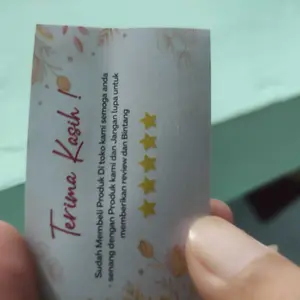 Terima Kasih !
Sudah Membeli Produk Di toko kami semoga anda
senang dengan Produk kami dan Jangan lupa untuk
memberikan review dan Bintang